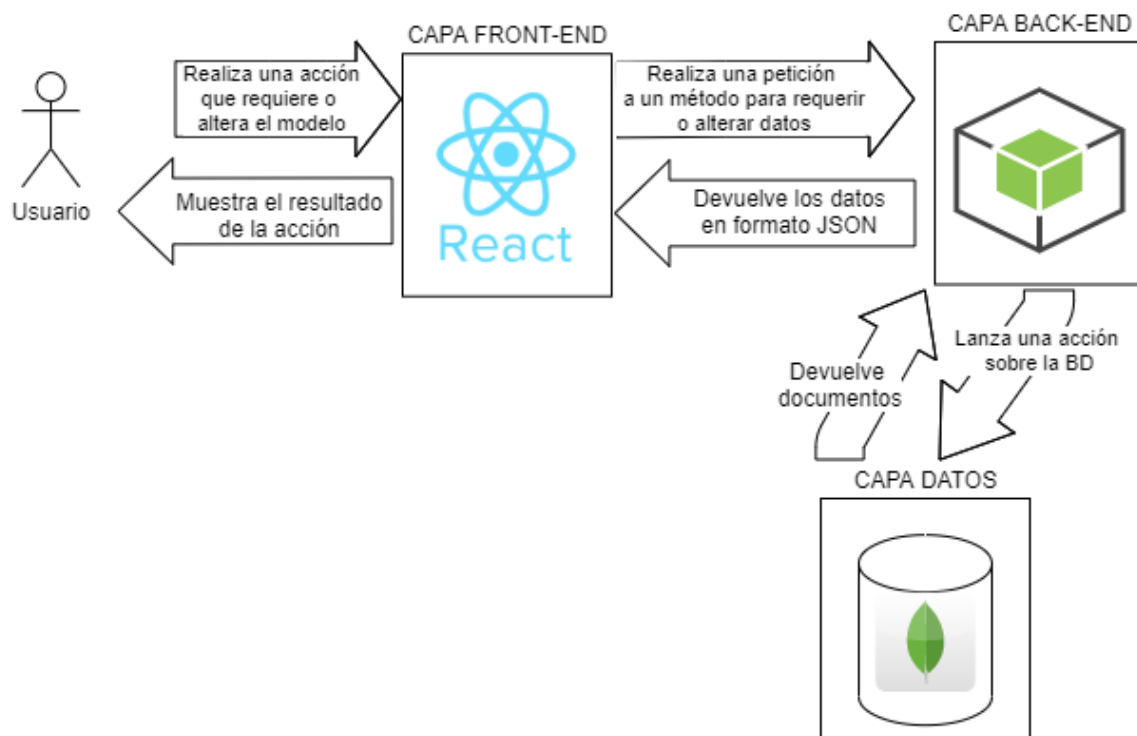 CAPA FRONT-END
CAPA BACK-END
Realiza una acción
que requiere o
altera el modelo
Realiza una petición
a un método para requerir
o alterar datos
Usuario
Muestra el resultado
de la acción
React
Devuelve los datos
en formato JSON
Lanza una acción
sobre la BD
Devuelve
documentos
CAPA DATOS